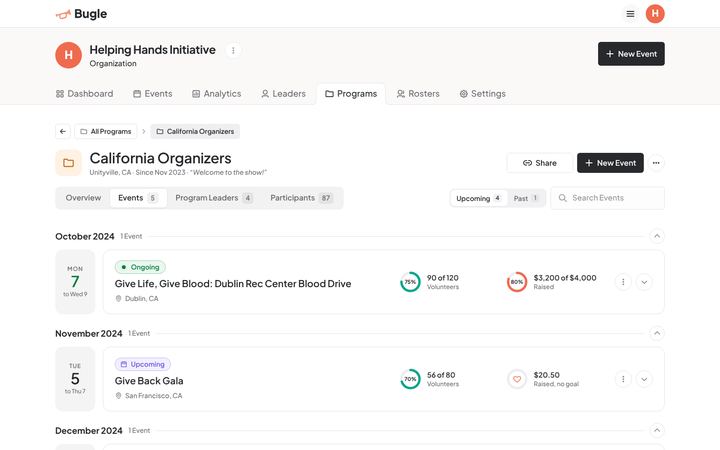 Bugle
H
H
Helping Hands Initiative
Organization
New Event
Dashboard
Events
Analytics
Leaders
Programs
Rosters
Settings
All Programs
California Organizers
California Organizers
Unityville, CA · Since Nov 2023 · “Welcome to the show!”
Share
New Event
Overview
Events 5
Program Leaders 4
Participants 87
Upcoming 4
Past 1
Search Events
October 2024 1 Event
MON
7
to Wed 9
Ongoing
Give Life, Give Blood: Dublin Rec Center Blood Drive
Dublin, CA
75%
90 of 120
Volunteers
80%
$3,200 of $4,000
Raised
November 2024 1 Event
TUE
5
to Thu 7
Upcoming
Give Back Gala
San Francisco, CA
70%
56 of 80
Volunteers
$20.50
Raised, no goal
December 2024 1 Event